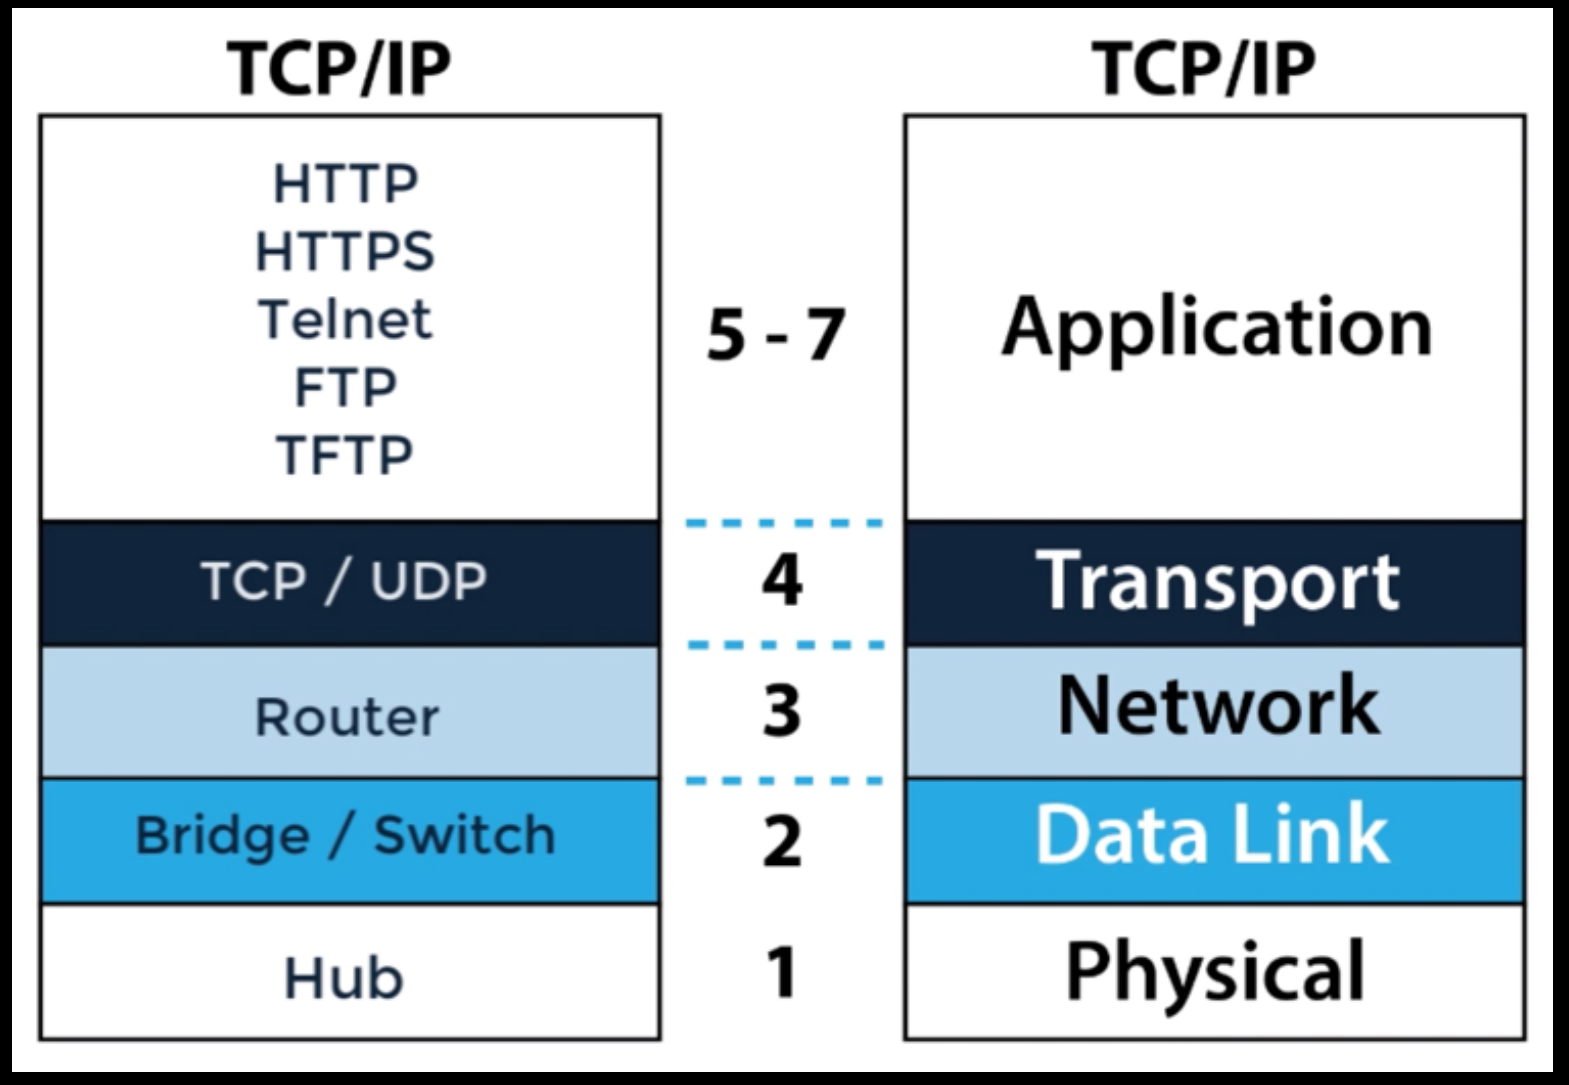 TCP/IP
HTTP
HTTPS
Telnet
FTP
TFTP
TCP / UDP
Router
Bridge / Switch
Hub
5 - 7
4
3
2
1
TCP/IP
Application
Transport
Network
Data Link
Physical